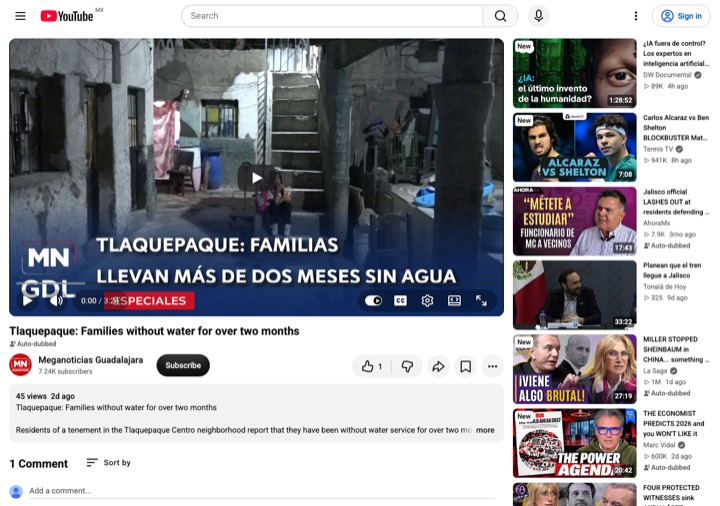 YouTube MX
Search
Sign in
MN
GDL
TLAQUEPAQUE: FAMILIAS
LLEVAN MÁS DE DOS MESES SIN AGUA
ESPECIALES
0:00
CC
Tlaquepaque: Families without water for over two months
Auto-dubbed
MN
Meganoticias Guadalajara
7.24K subscribers
Subscribe
1
45 views 2d ago
Tlaquepaque: Families without water for over two months
Residents of a tenement in the Tlaquepaque Centro neighborhood report that they have been without water service for over two mo more
1 Comment
Sort by
Add a comment...
New
¿IA:
el último invento
de la humanidad?
1:28:52
¿IA fuera de control?
Los expertos en
inteligencia artificial...
DW Documental
89K 4h ago
New
ALCARAZ
VS SHELTON
7:08
Carlos Alcaraz vs Ben
Shelton
BLOCKBUSTER Mat...
Tennis TV
941K 8h ago
AHORA
"MÉTETE A
ESTUDIAR"
FUNCIONARIO DE
MC A VECINOS
17:43
Jalisco official
LASHES OUT at
residents defending ...
AhoraMx
7.9K 3mo ago
Auto-dubbed
33:22
Planean que el tren
llegue a Jalisco
Tonalá de Hoy
325 9d ago
New
¡VIENE
ALGO BRUTAL!
27:19
MILLER STOPPED
SHEINBAUM in
CHINA... something ...
La Saga
1M 1d ago
Auto-dubbed
New
THE POWER
AGENDA
20:42
THE ECONOMIST
PREDICTS 2026 and
you WON'T LIKE it
Marc Vidal
600K 2d ago
Auto-dubbed
FOUR PROTECTED
WITNESSES sink